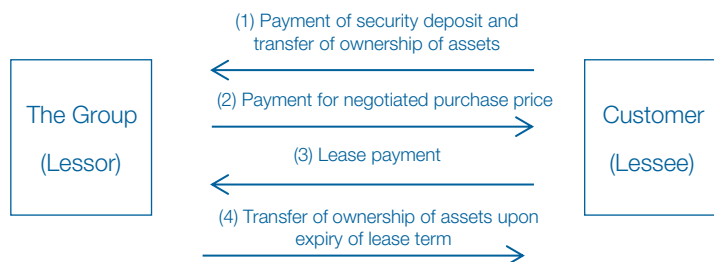 (1) Payment of security deposit and
transfer of ownership of assets
The Group
(Lessor)
(2) Payment for negotiated purchase price
Customer
(Lessee)
(3) Lease payment
(4) Transfer of ownership of assets upon
expiry of lease term